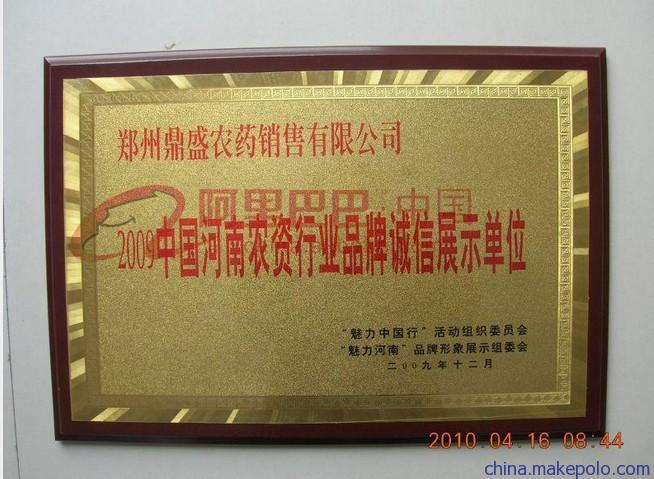 郑州鼎盛农药销售有限公司
阿里巴巴 中国
2009中国河南农资行业品牌诚信展示单位
“魅力中国行”活动组织委员会
“魅力河南”品牌形象展示组委会
二00九年十二月
2010.04.16 08:44
china.makepolo.com